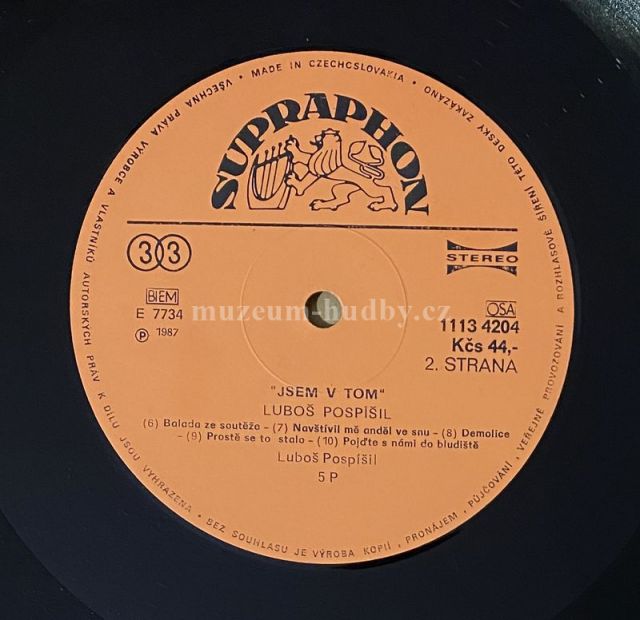 • MADE IN CZECHOSLOVAKIA •
VŠECHNA PRÁVA VÝROBCE A VLASTNÍKŮ AUTORSKÝCH PRÁV K DÍLU JSOU VYHRAZENA • BEZ SOUHLASU JE VÝROBA KOPIÍ, PRONÁJEM, PŮJČOVÁNÍ, VEŘEJNÉ PROVOZOVÁNÍ A ROZHLASOVÉ ŠÍŘENÍ TÉTO DESKY ZAKÁZÁNO
SUPRAPHON
33
STEREO
BIEM
E 7734
℗ 1987
muzeum-hudby.cz
OSA
1113 4204
Kčs 44,-
2. STRANA
"JSEM V TOM"
LUBOŠ POSPÍŠIL
(6) Balada ze soutěže - (7) Navštívil mě anděl ve snu - (8) Demolice
- (9) Prostě se to stalo - (10) Pojďte s námi do bludiště
Luboš Pospíšil
5 P